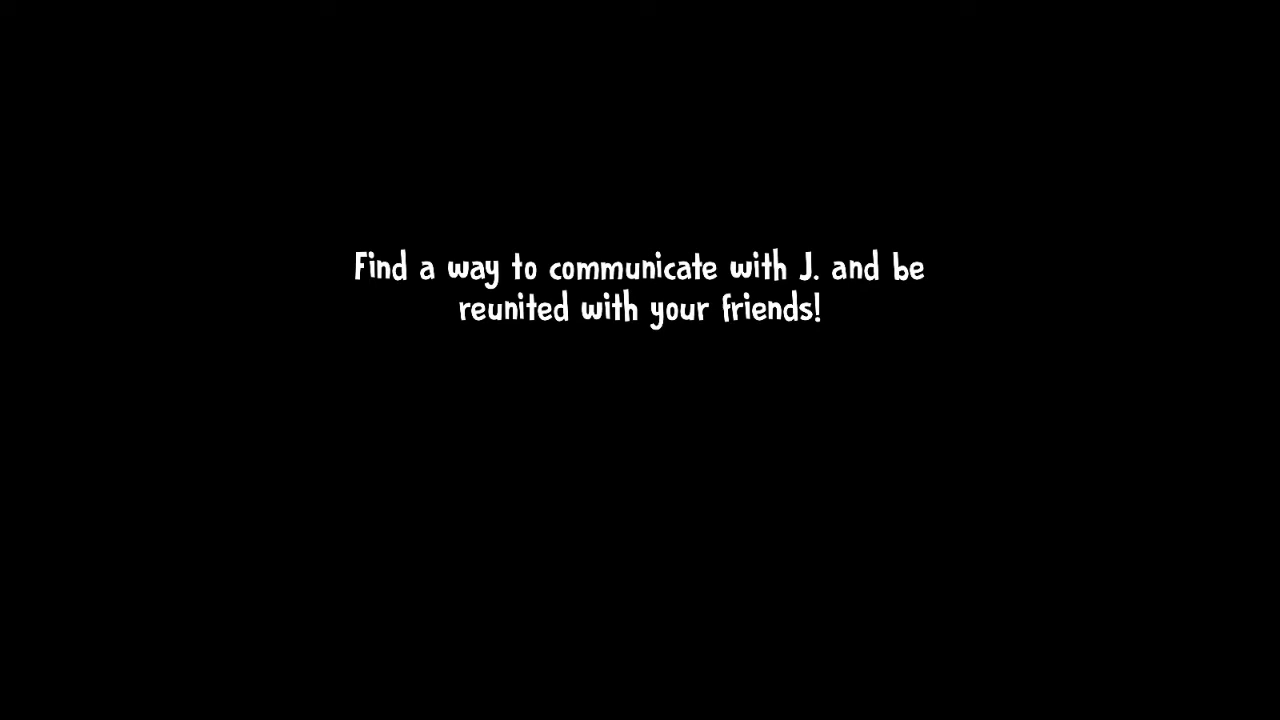 Find a way to communicate with J. and be
reunited with your friends!